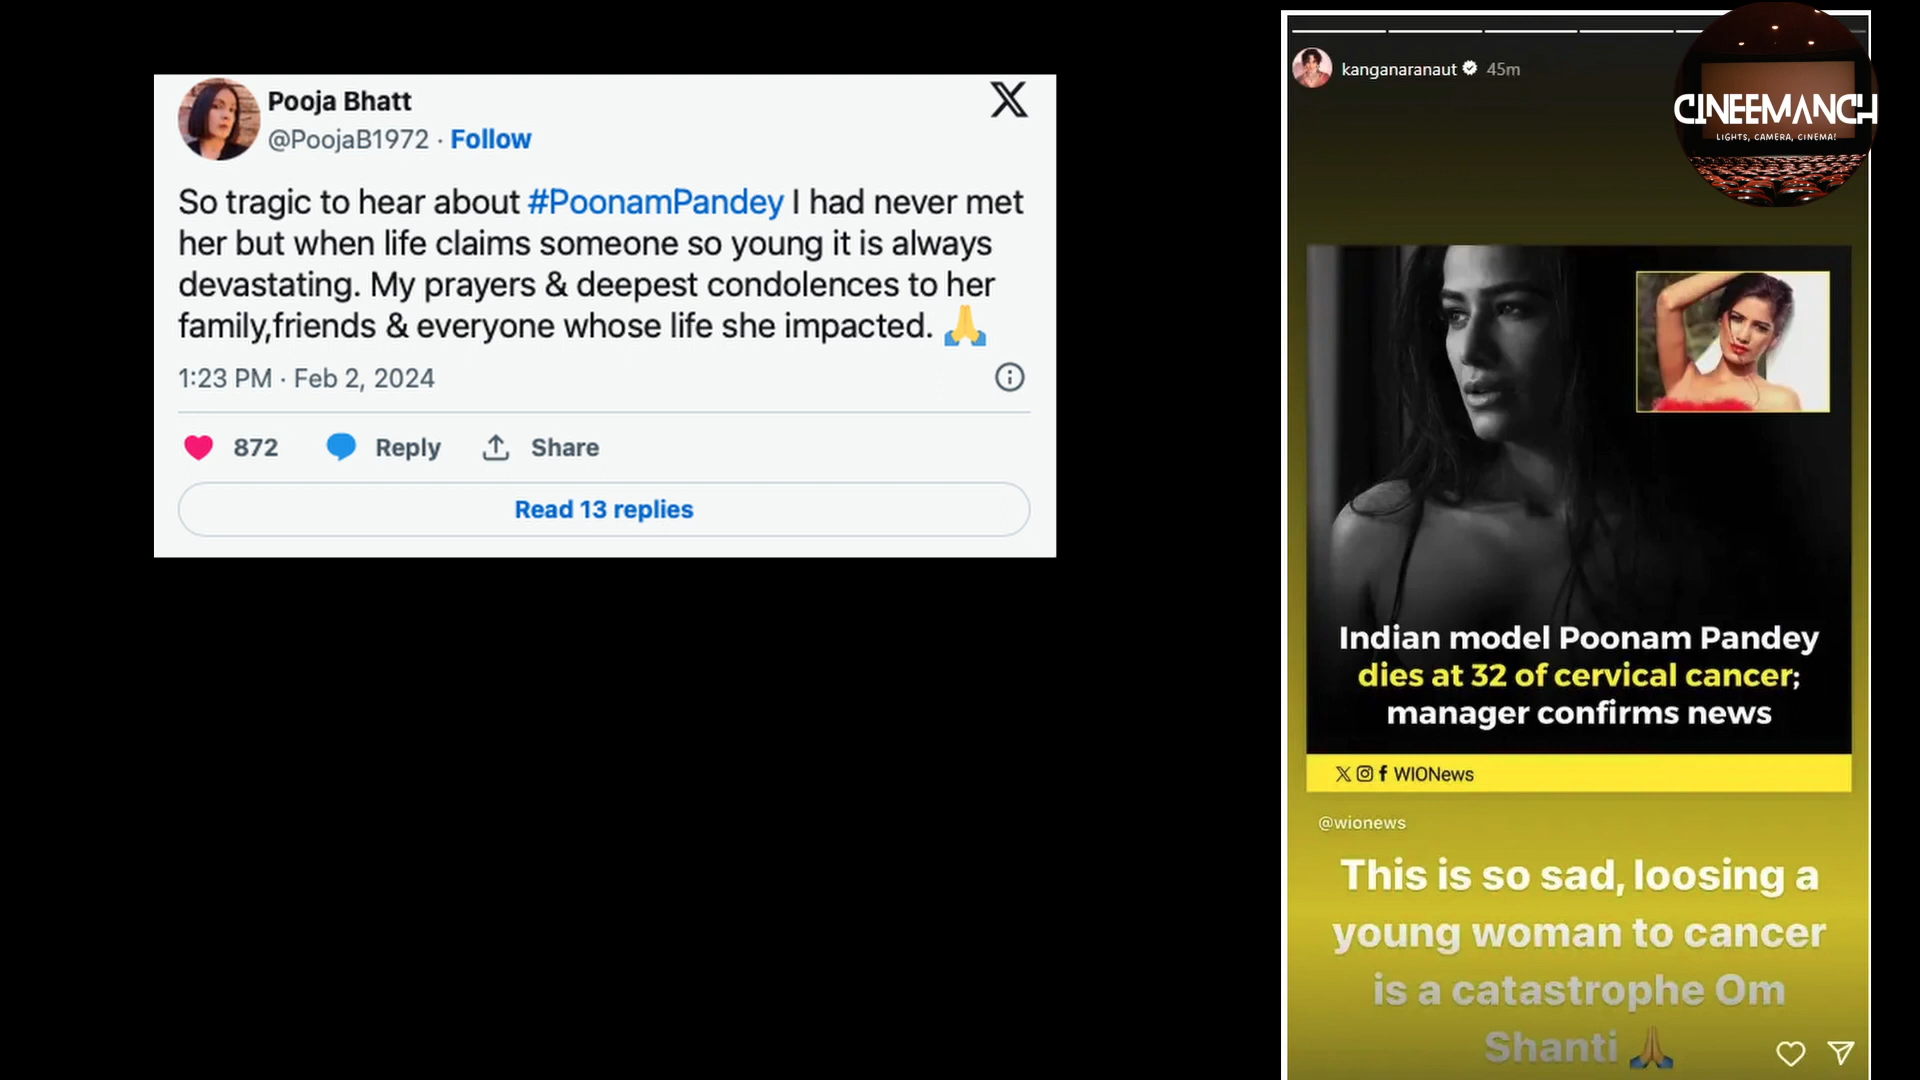 Pooja Bhatt
@PoojaB1972 · Follow
So tragic to hear about #PoonamPandey I had never met
her but when life claims someone so young it is always
devastating. My prayers & deepest condolences to her
family,friends & everyone whose life she impacted. 🙏
1:23 PM · Feb 2, 2024
872 Reply Share
Read 13 replies
kanganaranaut 45m
CINEEMANCH
LIGHTS, CAMERA, CINEMA!
Indian model Poonam Pandey
dies at 32 of cervical cancer;
manager confirms news
WIONews
@wionews
This is so sad, loosing a
young woman to cancer
is a catastrophe Om
Shanti 🙏